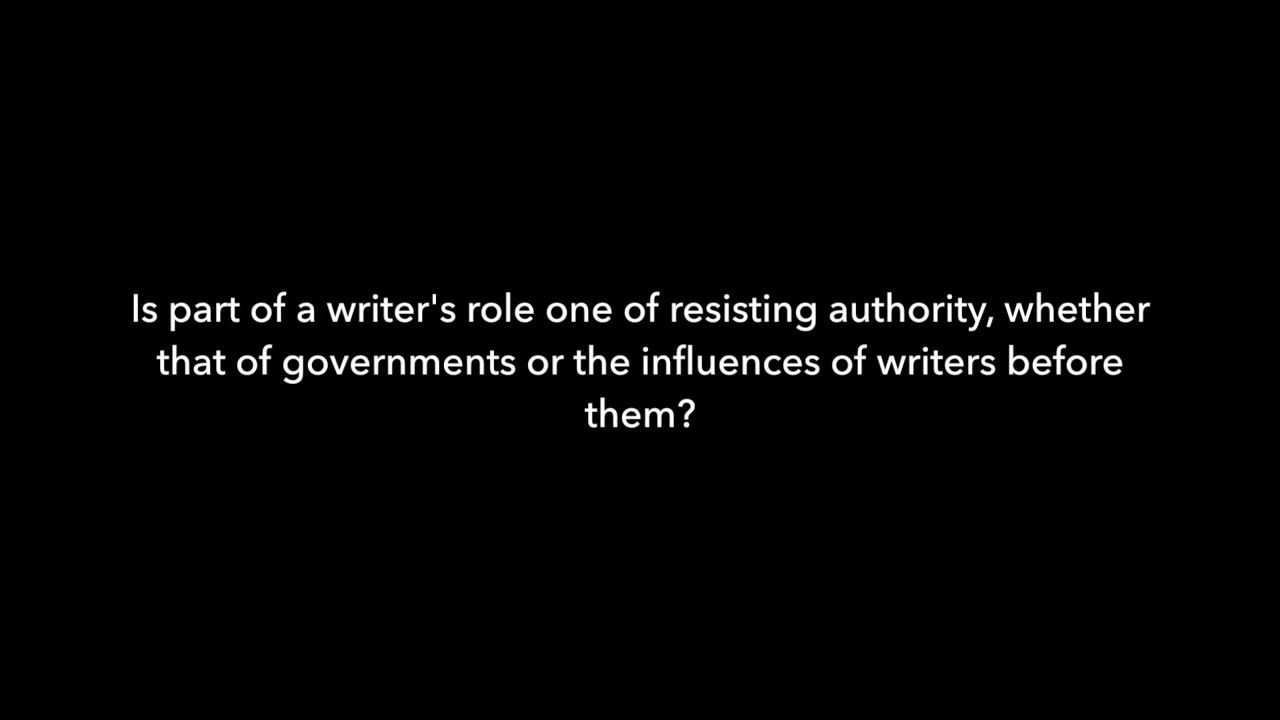 Is part of a writer's role one of resisting authority, whether
that of governments or the influences of writers before
them?